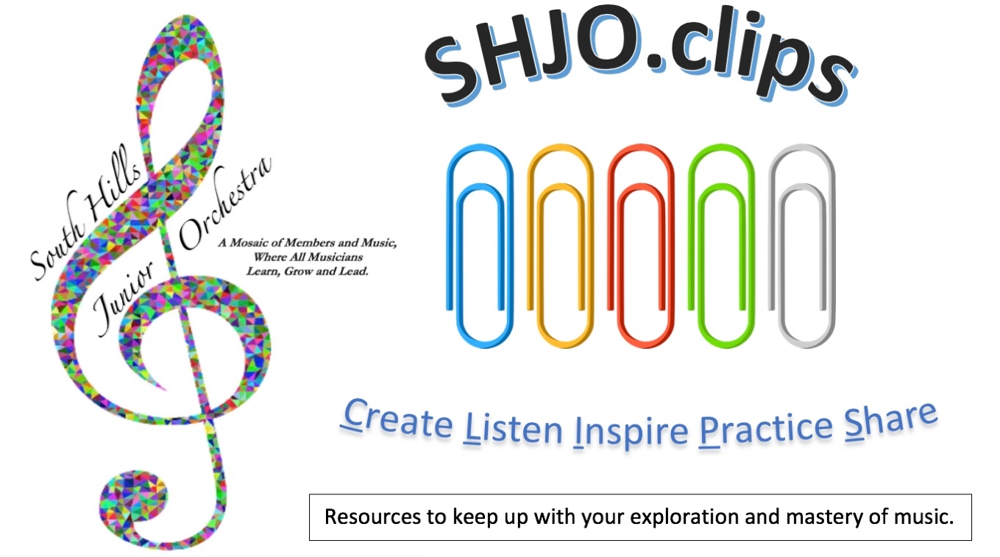 SHJO.clips
South Hills
Junior Orchestra
A Mosaic of Members and Music,
Where All Musicians
Learn, Grow and Lead.
Create Listen Inspire Practice Share
Resources to keep up with your exploration and mastery of music.